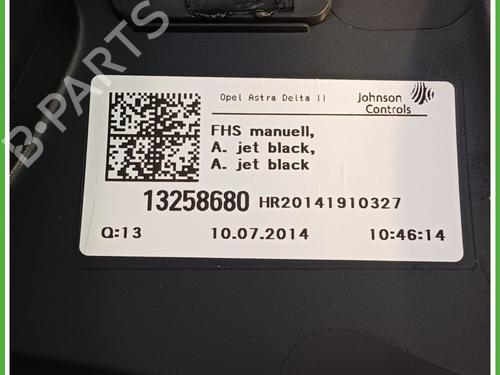 B-PARTS
Opel Astra Delta II
Johnson Controls
FHS manuell,
A. jet black,
A. jet black
13258680 HR20141910327
Q:13 10.07.2014 10:46:14